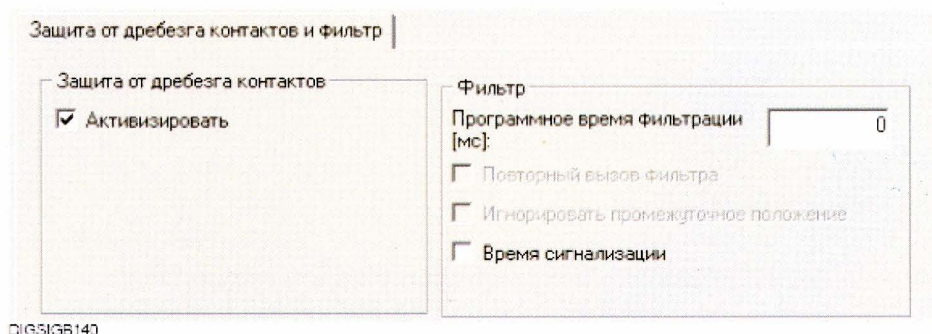 Защита от дребезга контактов и фильтр
Защита от дребезга контактов
Активизировать
Фильтр
Программное время фильтрации
[мс]:
0
Повторный вызов фильтра
Игнорировать промежуточное положение
Время сигнализации
DIGSIGB140